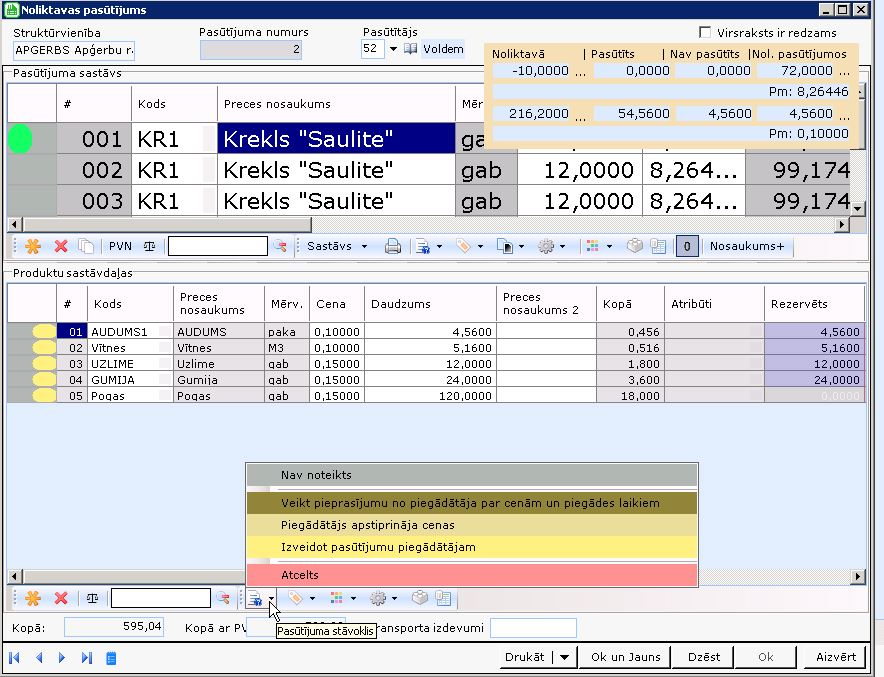 Noliktavas pasūtījums
Struktūrvienība
Pasūtījuma numurs
Pasūtītājs
Virsraksts ir redzams
APGERBS Apģerbu r.
2
52
Voldem
Noliktavā | Pasūtīts | Nav pasūtīts |Nol. pasūtījumos
-10,0000 ... 0,0000 0,0000 72,0000 ...
Pm: 8,26446
216,2000 ... 54,5600 4,5600 4,5600 ...
Pm: 0,10000
Pasūtījuma sastāvs
# Kods Preces nosaukums
001 KR1 Krekls "Saulite"
002 KR1 Krekls "Saulite" gab 12,0000 8,264... 99,174
003 KR1 Krekls "Saulite" gab 12,0000 8,264... 99,174
PVN Sastāvs 0 Nosaukums+
Produktu sastāvdaļas
# Kods Preces nosaukums Mērv. Cena Daudzums Preces nosaukums 2 Kopā Atribūti Rezervēts
01 AUDUMS1 AUDUMS paka 0,10000 4,5600 0,456 4,5600
02 Vītnes Vītnes M3 0,10000 5,1600 0,516 5,1600
03 UZLIME Uzlime gab 0,15000 12,0000 1,800 12,0000
04 GUMIJA Gumija gab 0,15000 24,0000 3,600 24,0000
05 Pogas Pogas gab 0,15000 120,0000 18,000 0,0000
Nav noteikts
Veikt pieprasījumu no piegādātāja par cenām un piegādes laikiem
Piegādātājs apstiprināja cenas
Izveidot pasūtījumu piegādātājam
Atcelts
Kopā: 595,04 Kopā ar
Pasūtījuma stāvoklis
izdevumi
Drukāt Ok un Jauns Dzēst Ok Aizvērt